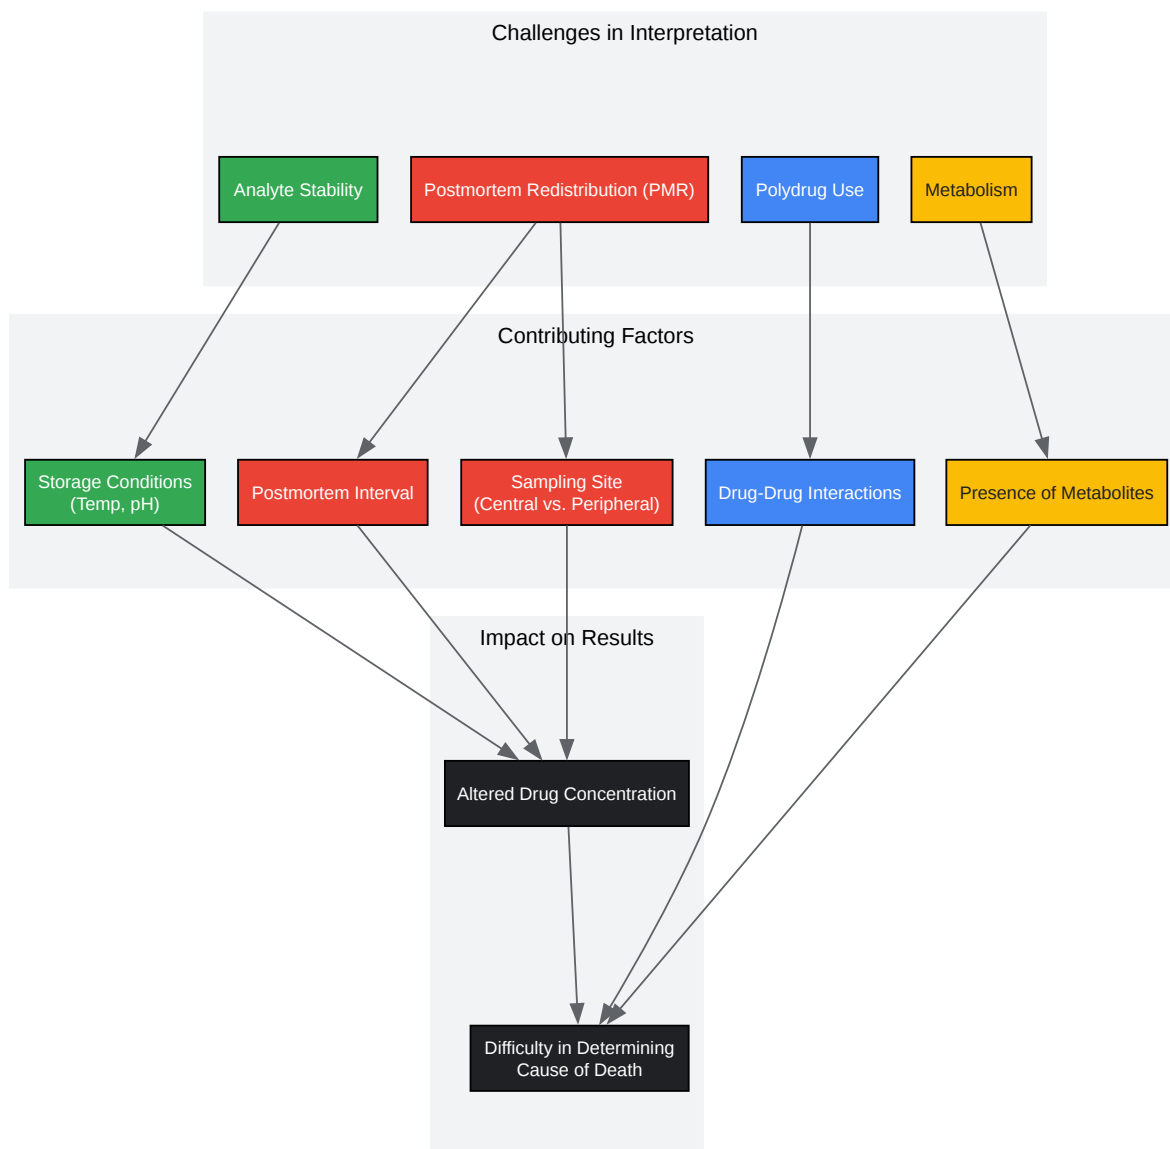 Challenges in Interpretation
Analyte Stability
Postmortem Redistribution (PMR)
Polydrug Use
Metabolism
Contributing Factors
Storage Conditions
(Temp, pH)
Postmortem Interval
Sampling Site
(Central vs. Peripheral)
Drug-Drug Interactions
Presence of Metabolites
Impact on Results
Altered Drug Concentration
Difficulty in Determining
Cause of Death